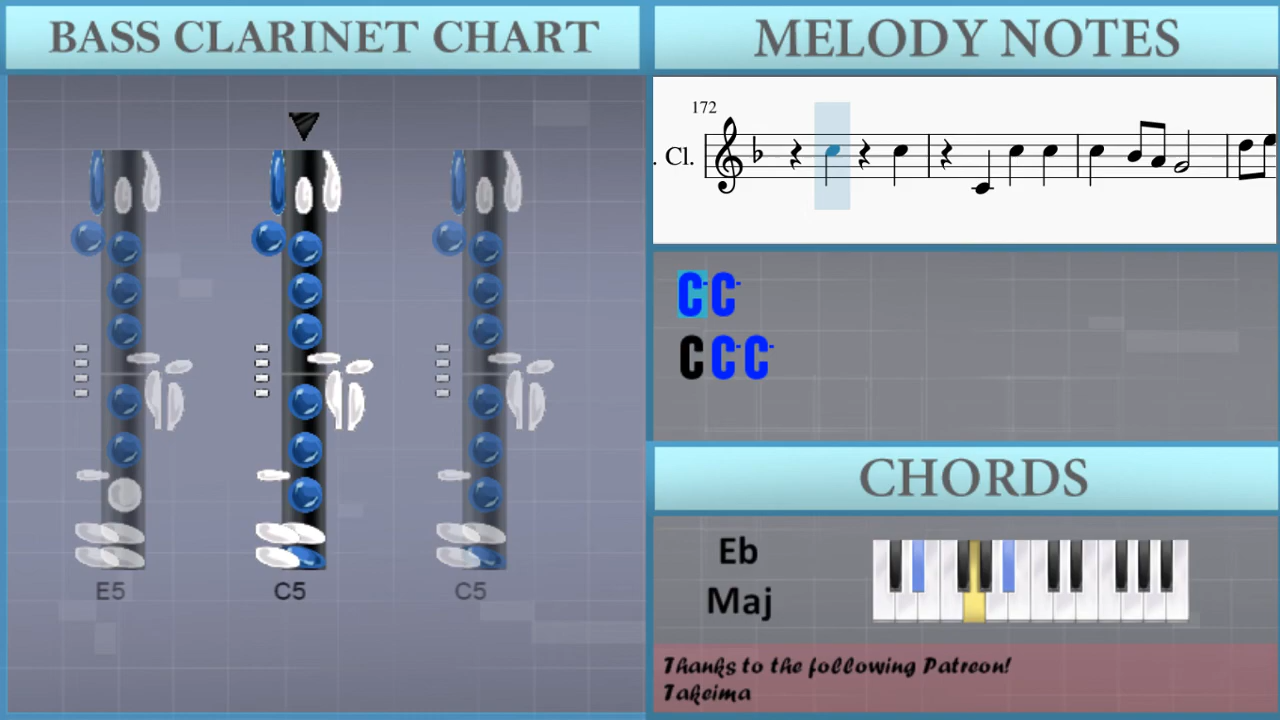 BASS CLARINET CHART
E5
C5
C5
MELODY NOTES
172
. Cl.
C- C-
C C- C-
CHORDS
Eb
Maj
Thanks to the following Patreon!
Takeima